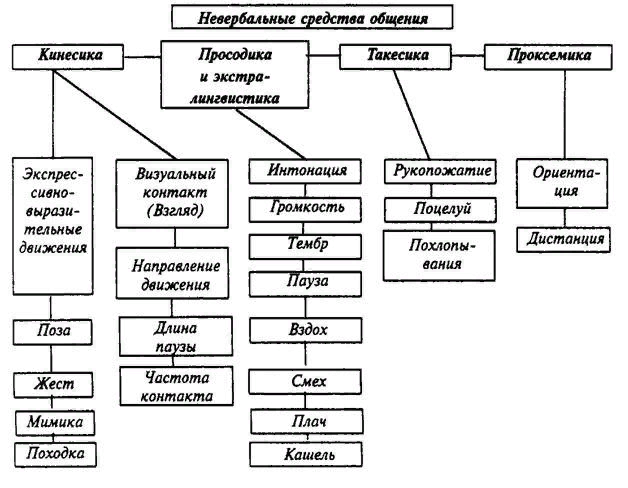 Невербальные средства общения
Кинесика
Просодика
и экстра-
лингвистика
Такесика
Проксемика
Экспрес-
сивно-
вырази-
тельные
движения
Поза
Жест
Мимика
Походка
Визуальный
контакт
(Взгляд)
Направление
движения
Длина
паузы
Частота
контакта
Интонация
Громкость
Тембр
Пауза
Вздох
Смех
Плач
Кашель
Рукопожатие
Поцелуй
Похлопы-
вания
Ориента-
ция
Дистанция